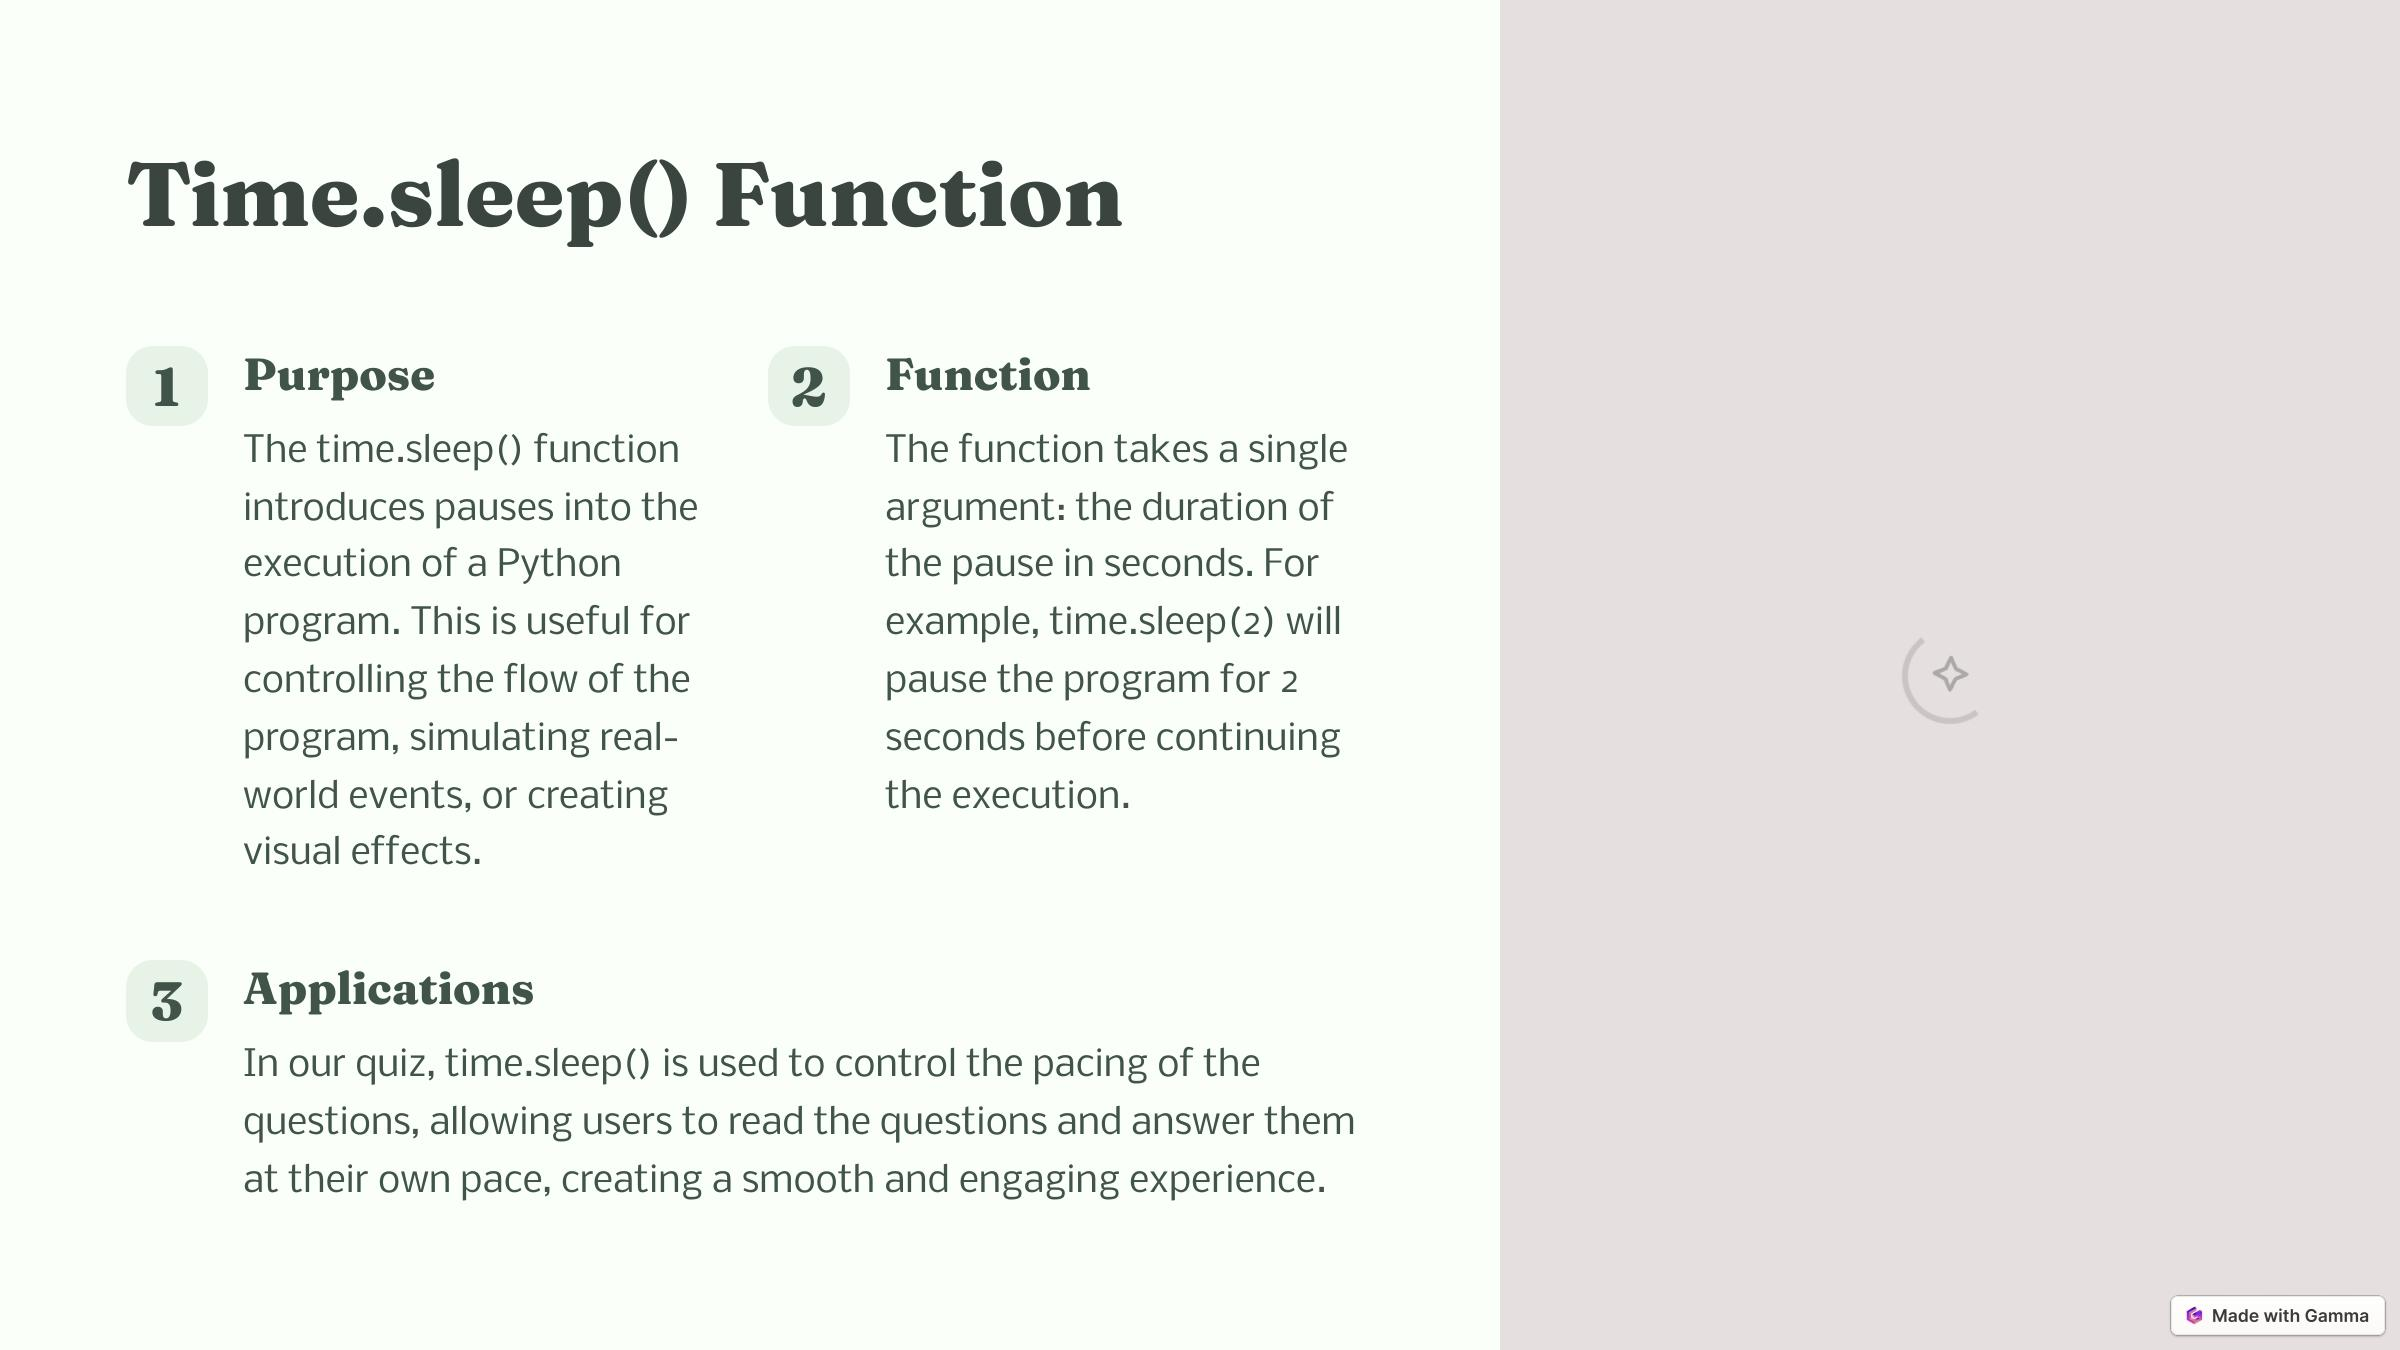 Time.sleep() Function
1
Purpose
The time.sleep() function
introduces pauses into the
execution of a Python
program. This is useful for
controlling the flow of the
program, simulating real-
world events, or creating
visual effects.
2
Function
The function takes a single
argument: the duration of
the pause in seconds. For
example, time.sleep(2) will
pause the program for 2
seconds before continuing
the execution.
3
Applications
In our quiz, time.sleep() is used to control the pacing of the
questions, allowing users to read the questions and answer them
at their own pace, creating a smooth and engaging experience.
Made with Gamma